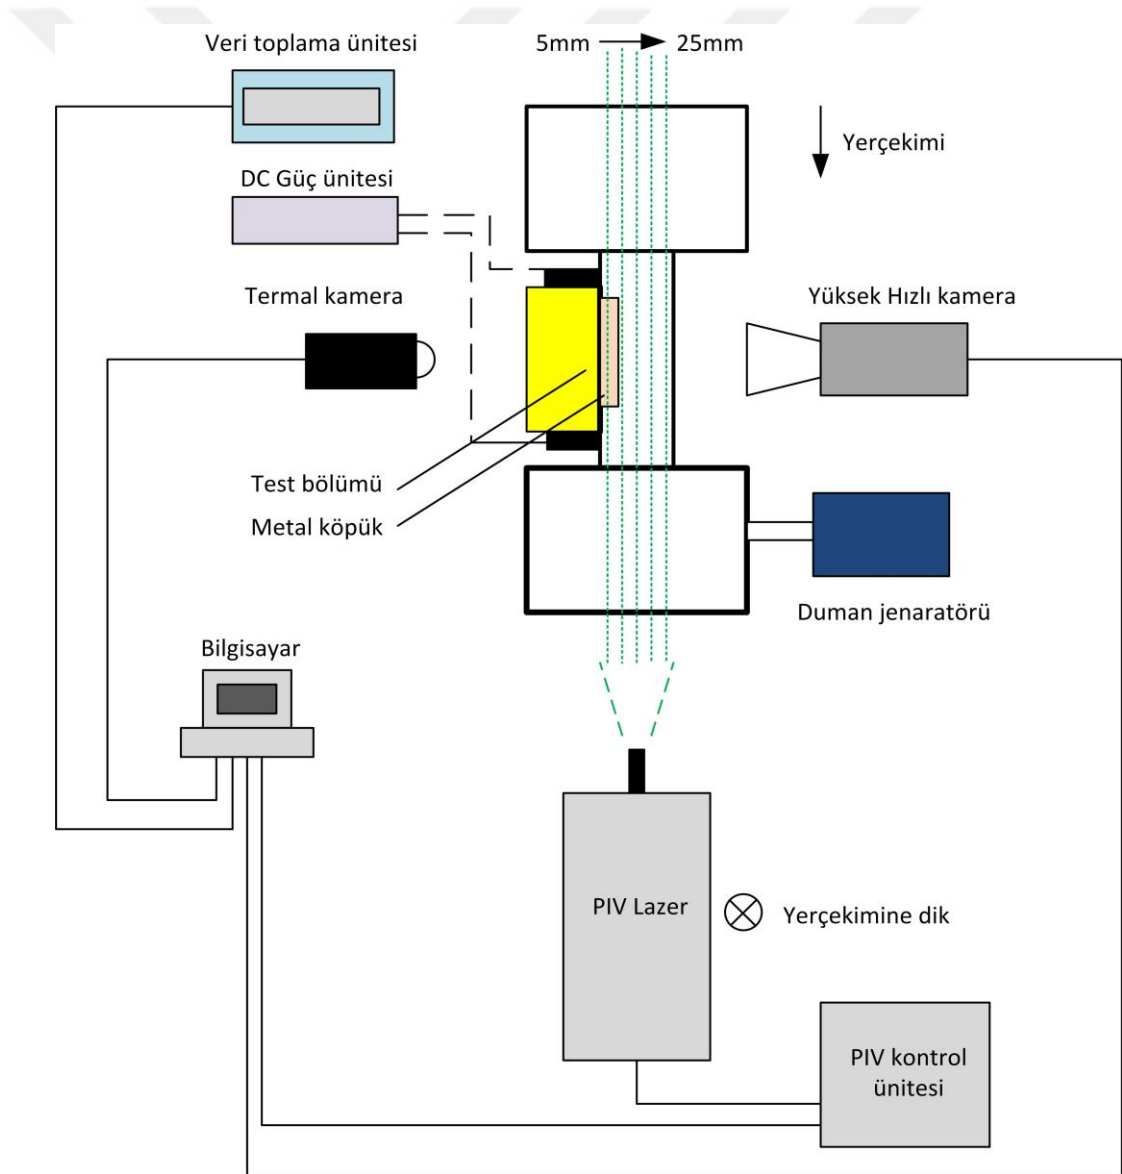 Veri toplama ünitesi
5mm
25mm
Yerçekimi
DC Güç ünitesi
Termal kamera
Yüksek Hızlı kamera
Test bölümü
Metal köpük
Duman jenaratörü
Bilgisayar
PIV Lazer
Yerçekimine dik
PIV kontrol
ünitesi